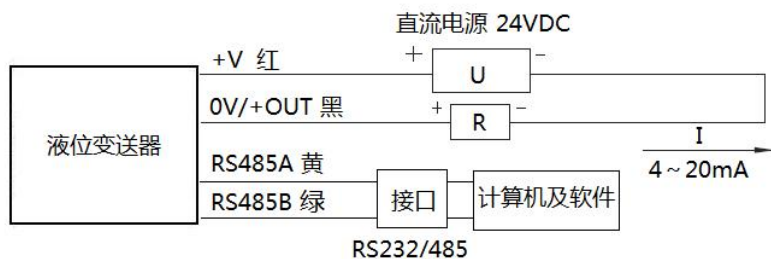 直流电源 24VDC
+V 红
+ U -
0V/+OUT 黑
+ R -
液位变送器
I
4～20mA
RS485A 黄
RS485B 绿
接口
计算机及软件
RS232/485